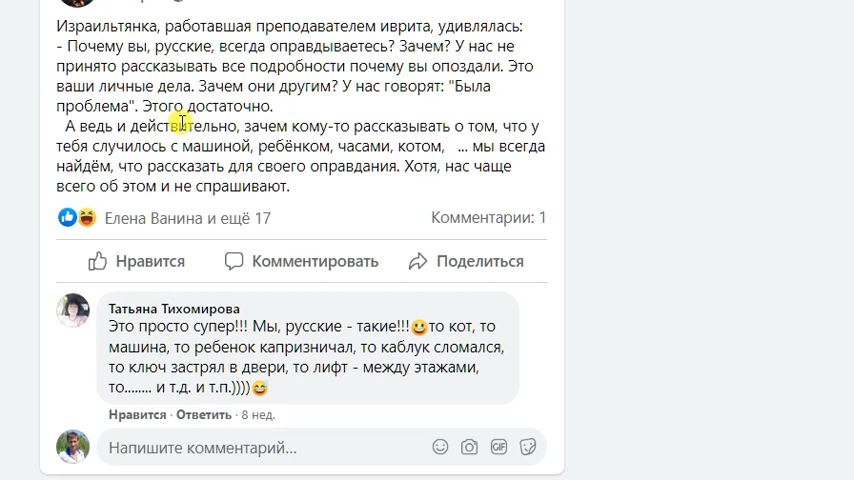 Израильтянка, работавшая преподавателем иврита, удивлялась:
- Почему вы, русские, всегда оправдываетесь? Зачем? У нас не
принято рассказывать все подробности почему вы опоздали. Это
ваши личные дела. Зачем они другим? У нас говорят: "Была
проблема". Этого достаточно.
А ведь и действительно, зачем кому-то рассказывать о том, что у
тебя случилось с машиной, ребёнком, часами, котом, ... мы всегда
найдём, что рассказать для своего оправдания. Хотя, нас чаще
всего об этом и не спрашивают.
Елена Ванина и ещё 17 Комментарии: 1
Нравится Комментировать Поделиться
Татьяна Тихомирова
Это просто супер!!! Мы, русские - такие!!!😀то кот, то
машина, то ребенок капризничал, то каблук сломался,
то ключ застрял в двери, то лифт - между этажами,
то........ и т.д. и т.п.))))😅
Нравится · Ответить · 8 нед.
Напишите комментарий... GIF